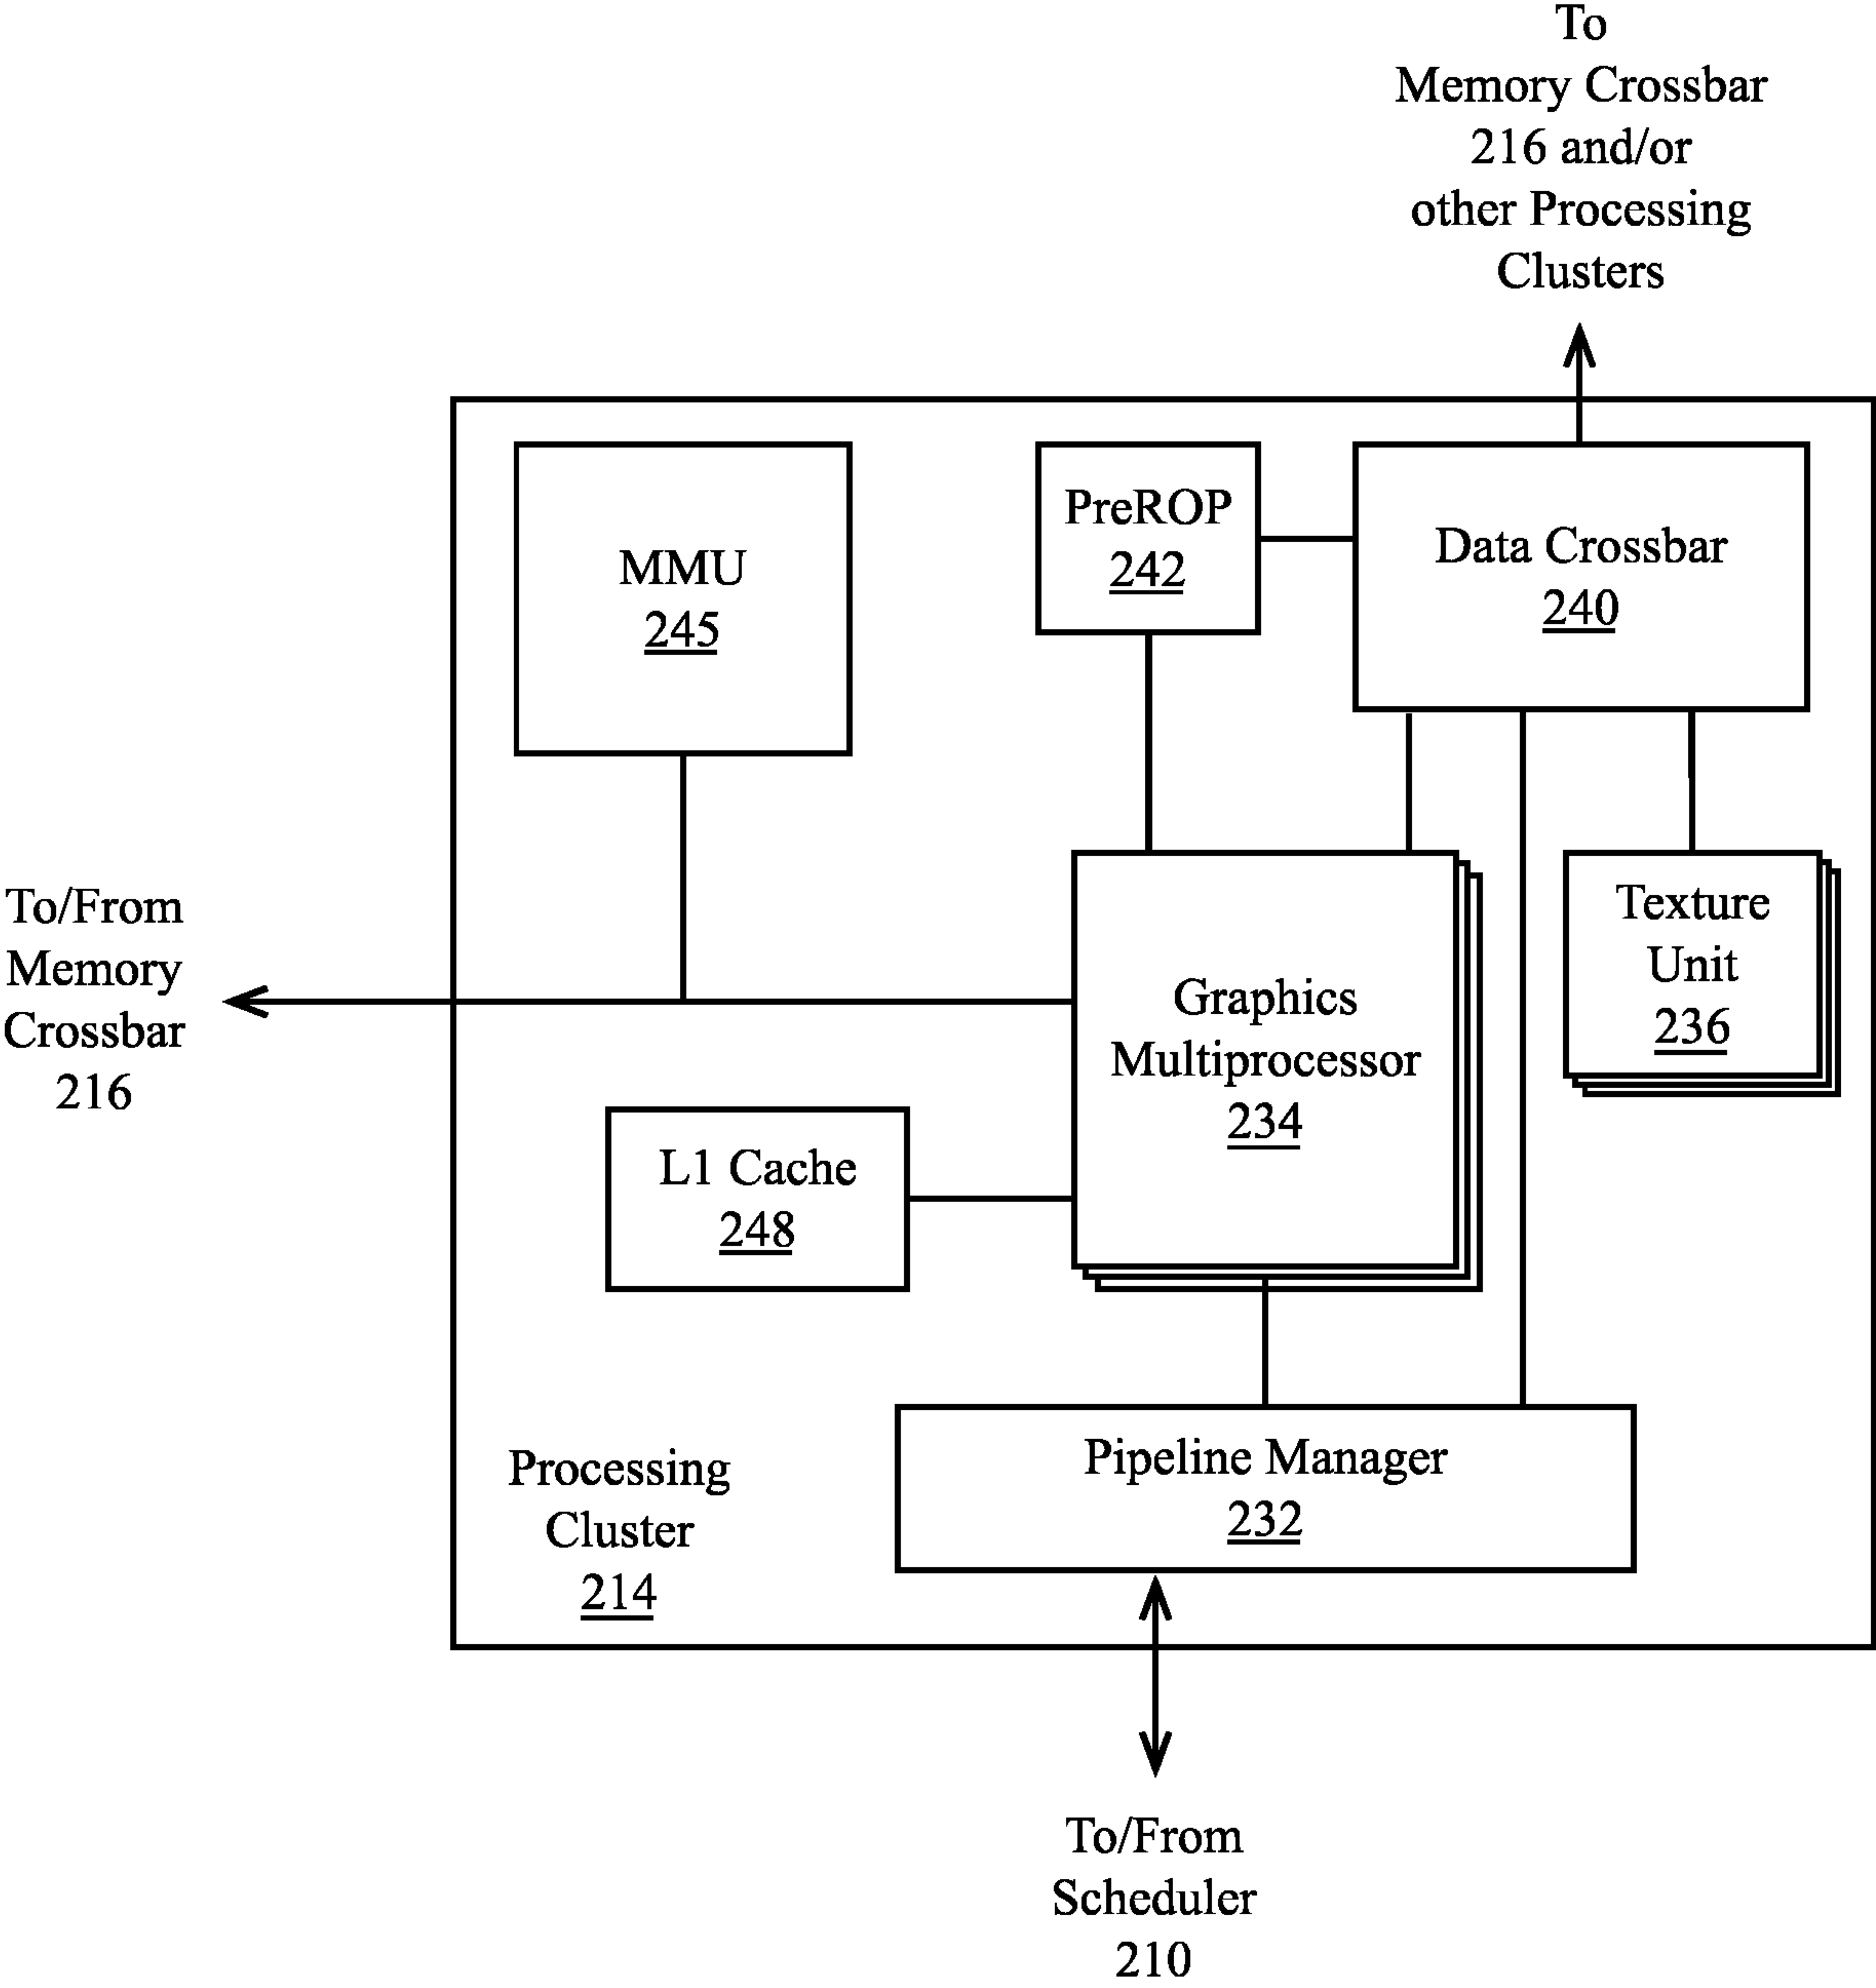 To
Memory Crossbar
216 and/or
other Processing
Clusters
PreROP
242
Data Crossbar
240
MMU
245
To/From
Memory
Crossbar
216
Texture
Unit
236
Graphics
Multiprocessor
234
L1 Cache
248
Pipeline Manager
232
Processing
Cluster
214
To/From
Scheduler
210